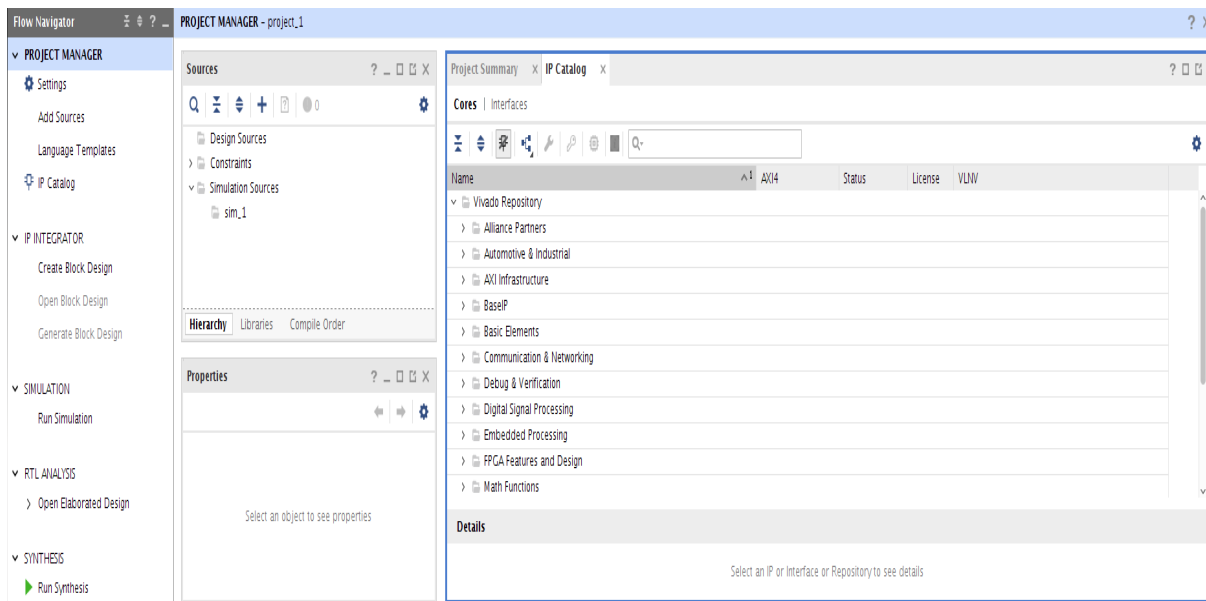 Flow Navigator
PROJECT MANAGER - project_1
PROJECT MANAGER
Settings
Add Sources
Language Templates
IP Catalog
IP INTEGRATOR
Create Block Design
Open Block Design
Generate Block Design
SIMULATION
Run Simulation
RTL ANALYSIS
Open Elaborated Design
SYNTHESIS
Run Synthesis
Sources
0
Design Sources
Constraints
Simulation Sources
sim_1
Hierarchy Libraries Compile Order
Properties
Select an object to see properties
Project Summary IP Catalog
Cores | Interfaces
Name 1 AXI4 Status License VLNV
Vivado Repository
Alliance Partners
Automotive & Industrial
AXI Infrastructure
BaseIP
Basic Elements
Communication & Networking
Debug & Verification
Digital Signal Processing
Embedded Processing
FPGA Features and Design
Math Functions
Details
Select an IP or Interface or Repository to see details